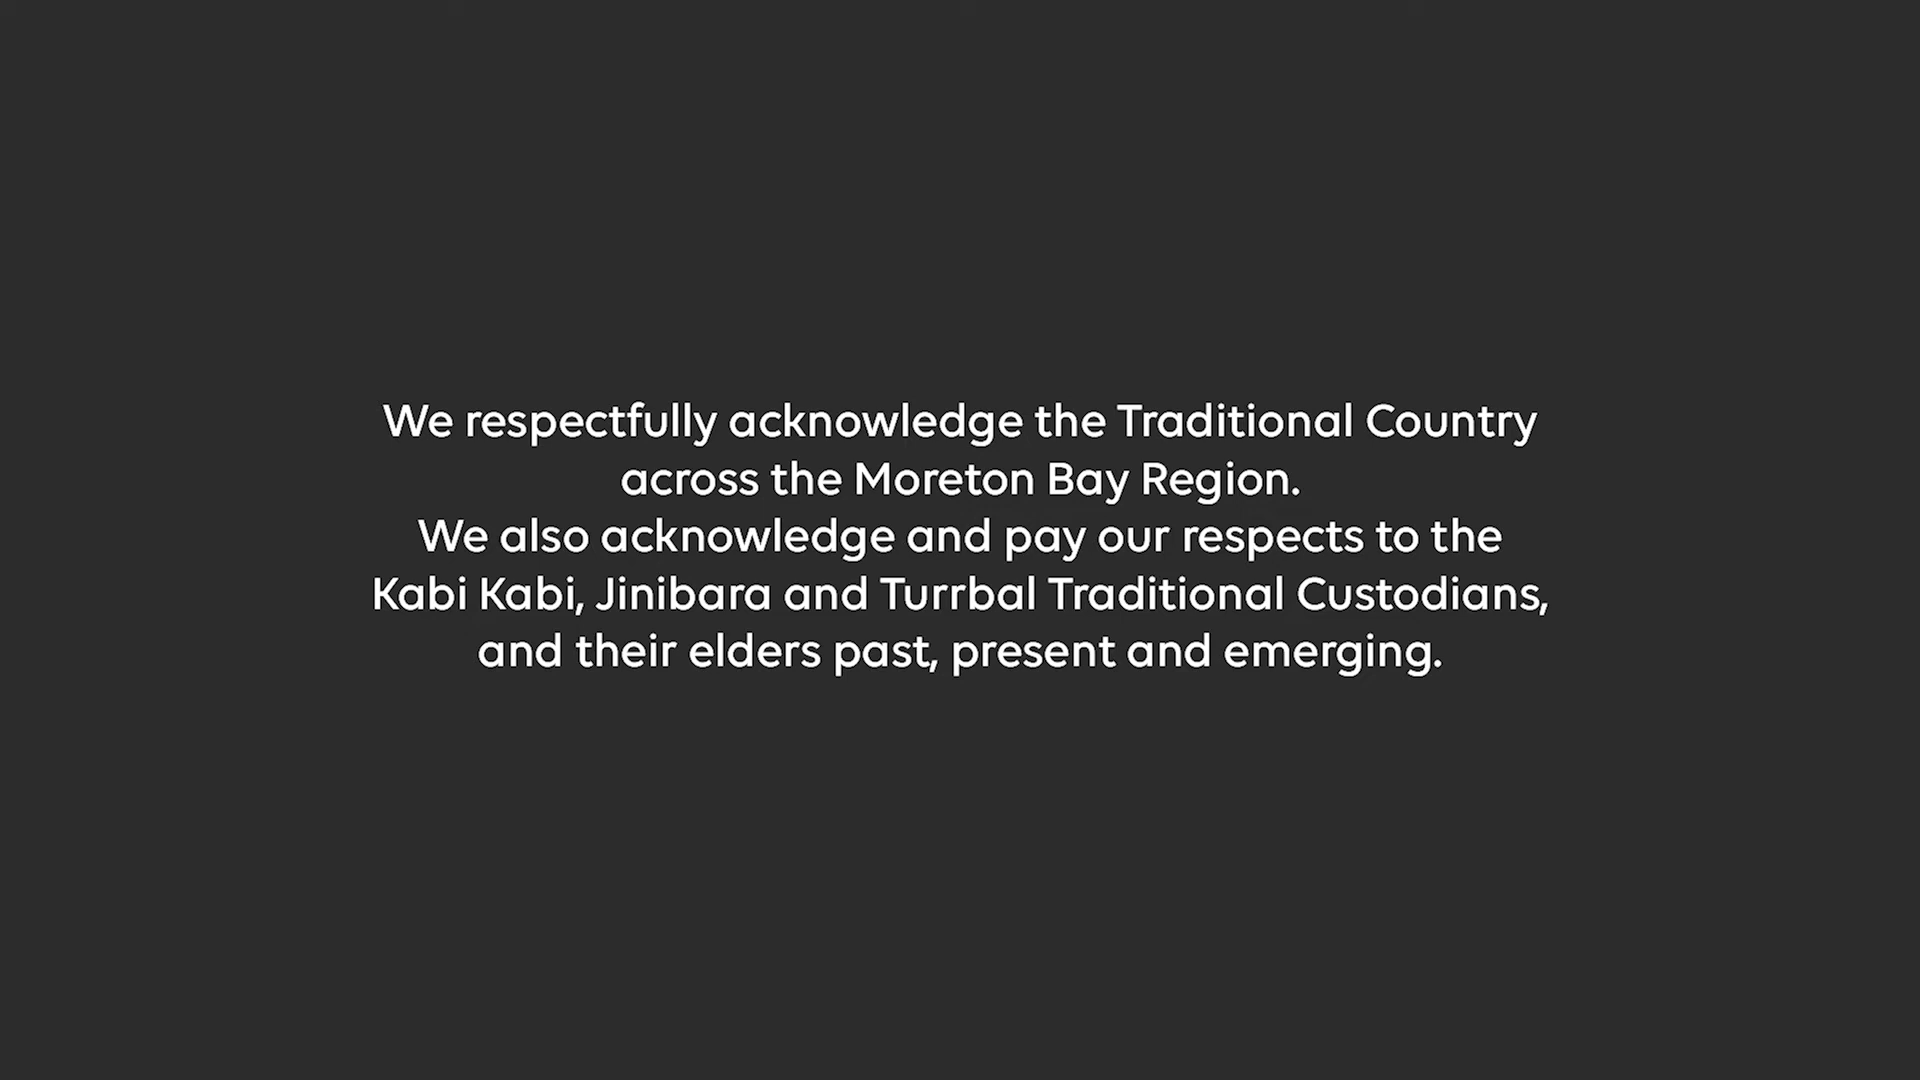 We respectfully acknowledge the Traditional Country
across the Moreton Bay Region.
We also acknowledge and pay our respects to the
Kabi Kabi, Jinibara and Turrbal Traditional Custodians,
and their elders past, present and emerging.